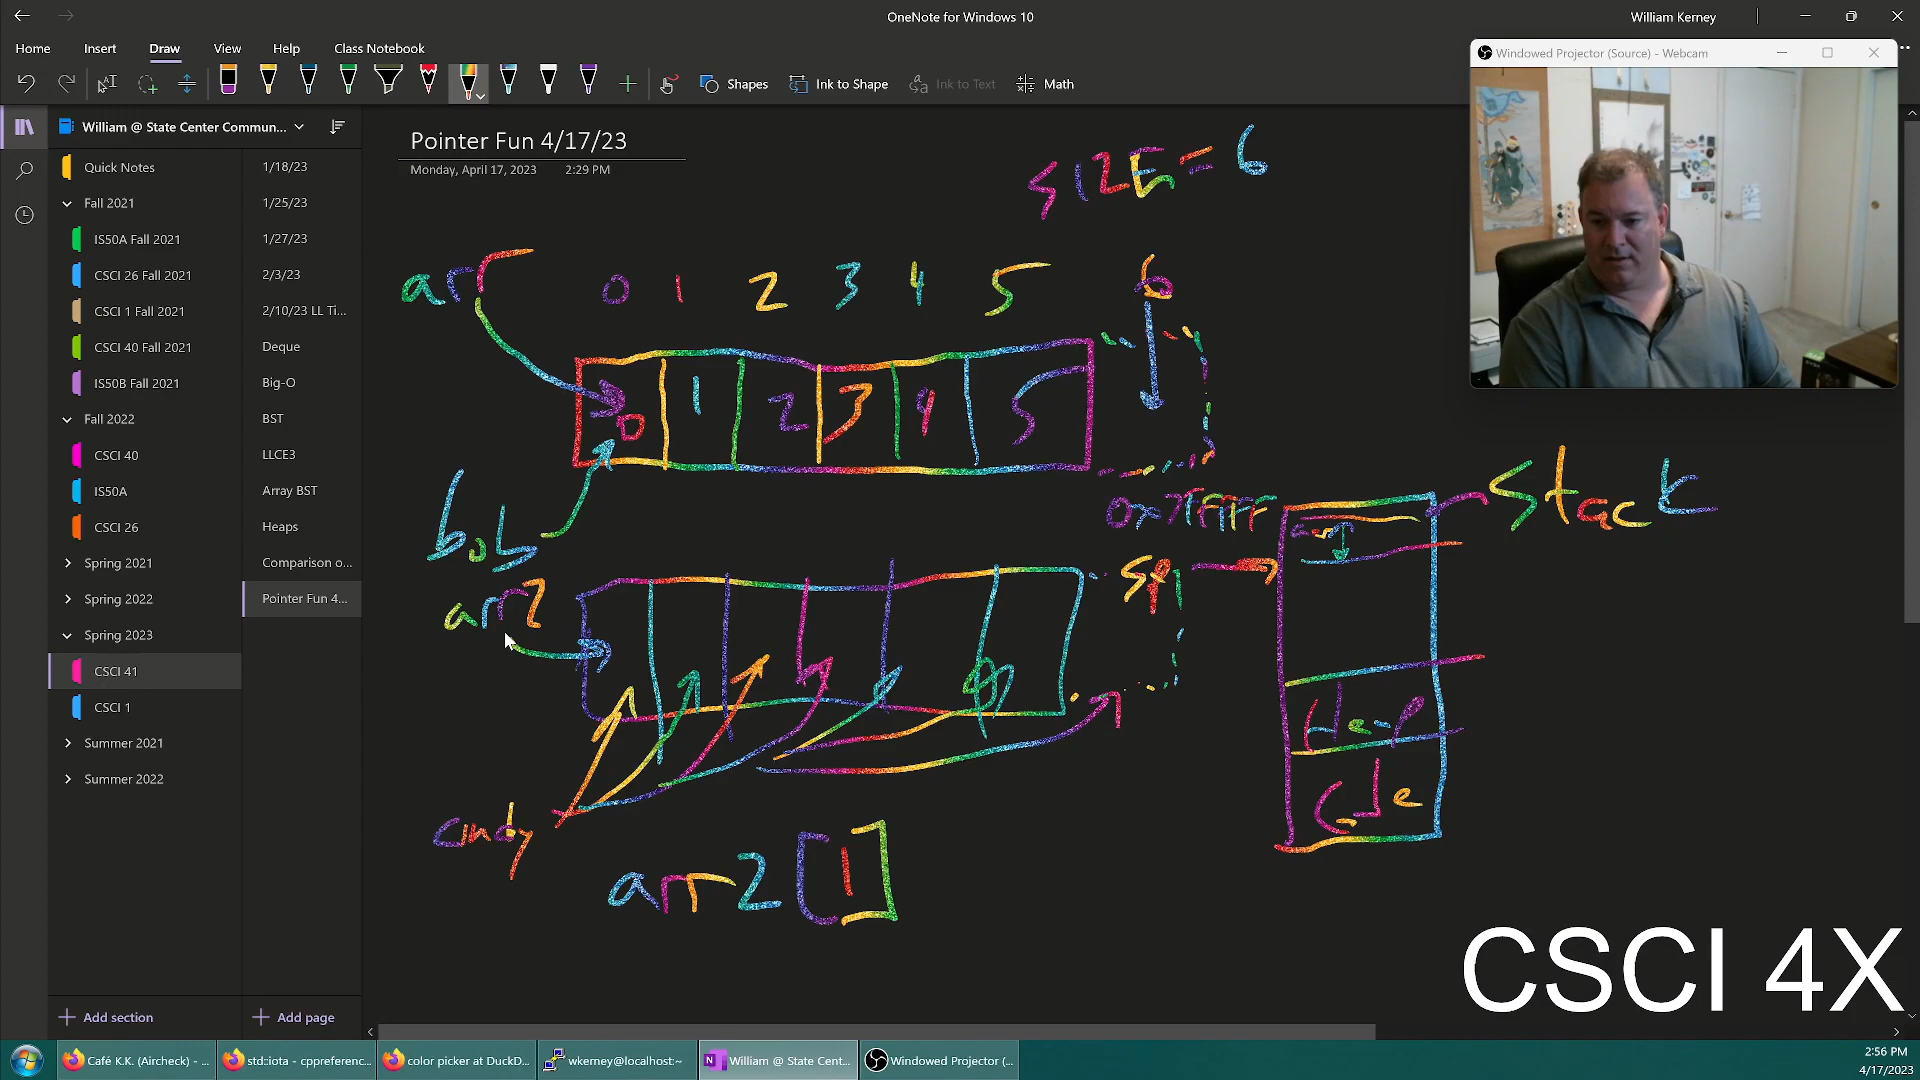 OneNote for Windows 10
William Kerney
Home Insert Draw View Help Class Notebook
Windowed Projector (Source) - Webcam
Shapes
Ink to Shape
Ink to Text
Math
William @ State Center Commun...
Quick Notes
Fall 2021
IS50A Fall 2021
CSCI 26 Fall 2021
CSCI 1 Fall 2021
CSCI 40 Fall 2021
IS50B Fall 2021
Fall 2022
CSCI 40
IS50A
CSCI 26
Spring 2021
Spring 2022
Spring 2023
CSCI 41
CSCI 1
Summer 2021
Summer 2022
Add section
1/18/23
1/25/23
1/27/23
2/3/23
2/10/23 LL Ti...
Deque
Big-O
BST
LLCE3
Array BST
Heaps
Comparison o...
Pointer Fun 4...
Add page
Pointer Fun 4/17/23
Monday, April 17, 2023 2:29 PM
SIZE = 6
arr 0 1 2 3 4 5 6
0 1 2 3 4 5
bob
0x7FFFF
Stack
arr
arr2
SP
Heap
Code
cindy
arr2 [1]
CSCI 4X
Café K.K. (Aircheck) - ...
std::iota - cppreferenc...
color picker at DuckD...
wkerney@localhost:~
William @ State Cent...
Windowed Projector (...
2:56 PM
4/17/2023